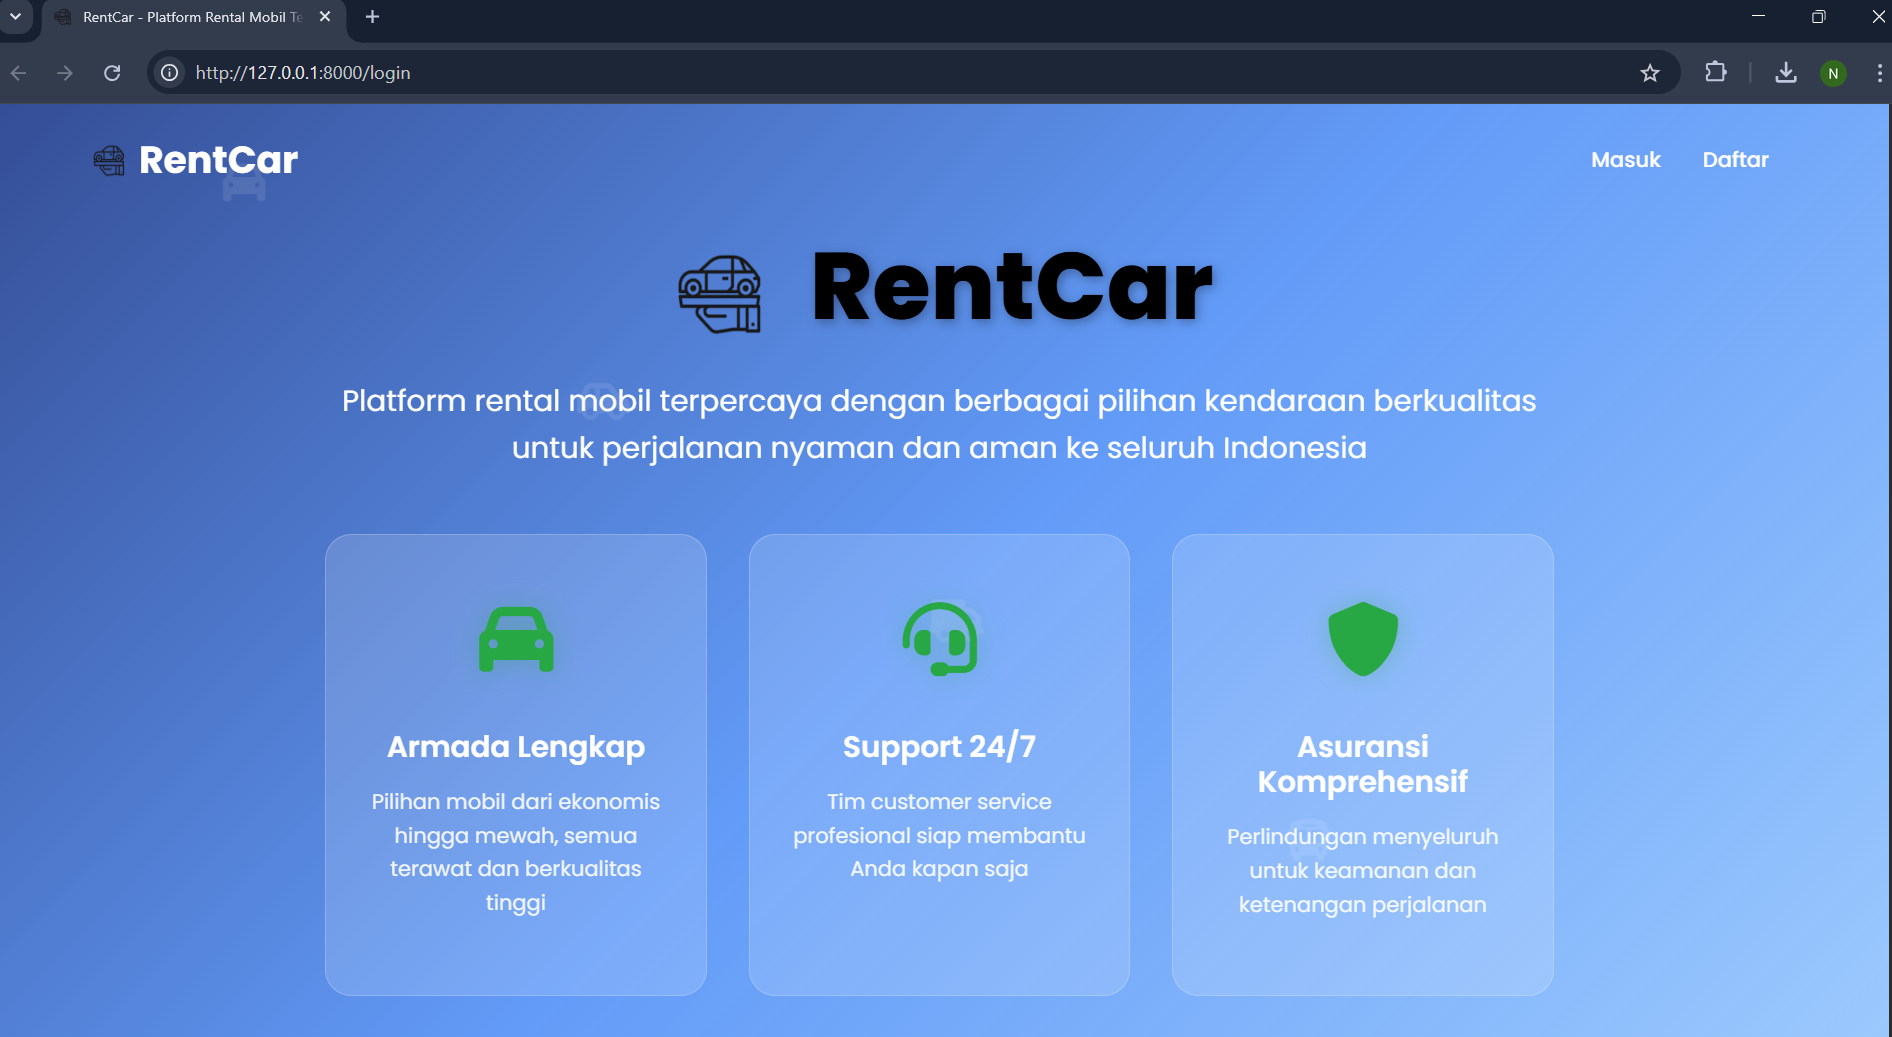 RentCar - Platform Rental Mobil Te
http://127.0.0.1:8000/login
N
RentCar
Masuk
Daftar
RentCar
Platform rental mobil terpercaya dengan berbagai pilihan kendaraan berkualitas
untuk perjalanan nyaman dan aman ke seluruh Indonesia
Armada Lengkap
Pilihan mobil dari ekonomis
hingga mewah, semua
terawat dan berkualitas
tinggi
Support 24/7
Tim customer service
profesional siap membantu
Anda kapan saja
Asuransi
Komprehensif
Perlindungan menyeluruh
untuk keamanan dan
ketenangan perjalanan